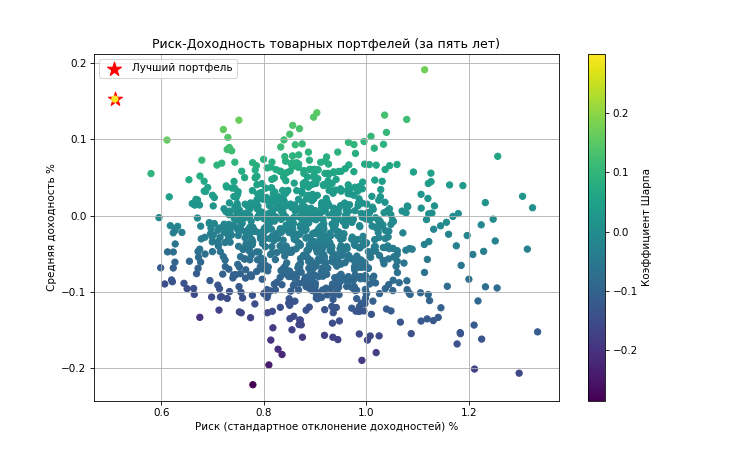 Риск-Доходность товарных портфелей (за пять лет)
Лучший портфель
0.2
0.1
0.0
−0.1
−0.2
Средняя доходность %
0.6
0.8
1.0
1.2
Риск (стандартное отклонение доходностей) %
0.2
0.1
0.0
−0.1
−0.2
Коэффициент Шарпа